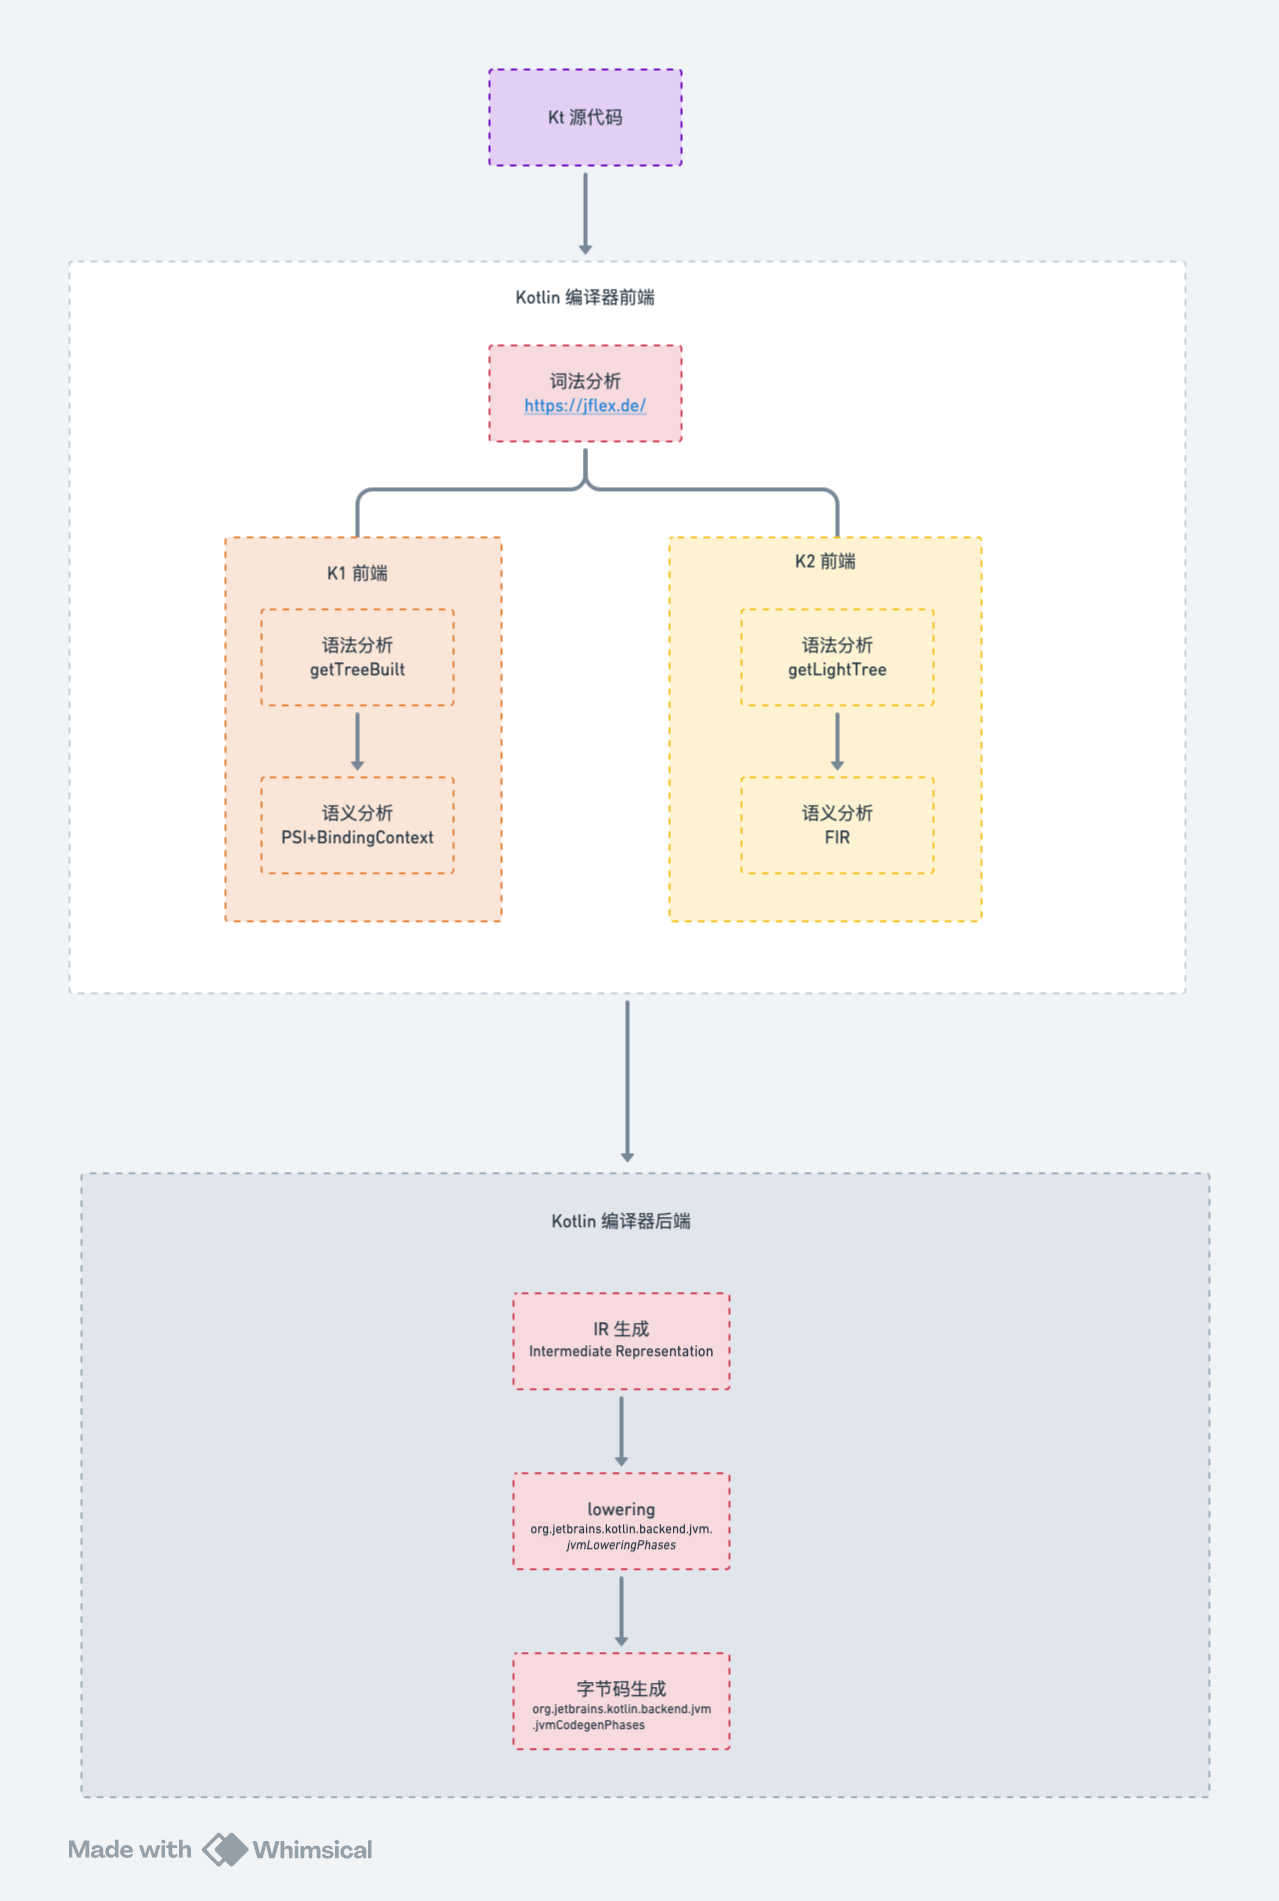 Kt 源代码
Kotlin 编译器前端
词法分析
https://jflex.de/
K1 前端
语法分析
getTreeBuilt
语义分析
PSI+BindingContext
K2 前端
语法分析
getLightTree
语义分析
FIR
Kotlin 编译器后端
IR 生成
Intermediate Representation
lowering
org.jetbrains.kotlin.backend.jvm.
jvmLoweringPhases
字节码生成
org.jetbrains.kotlin.backend.jvm
.jvmCodegenPhases
Made with Whimsical